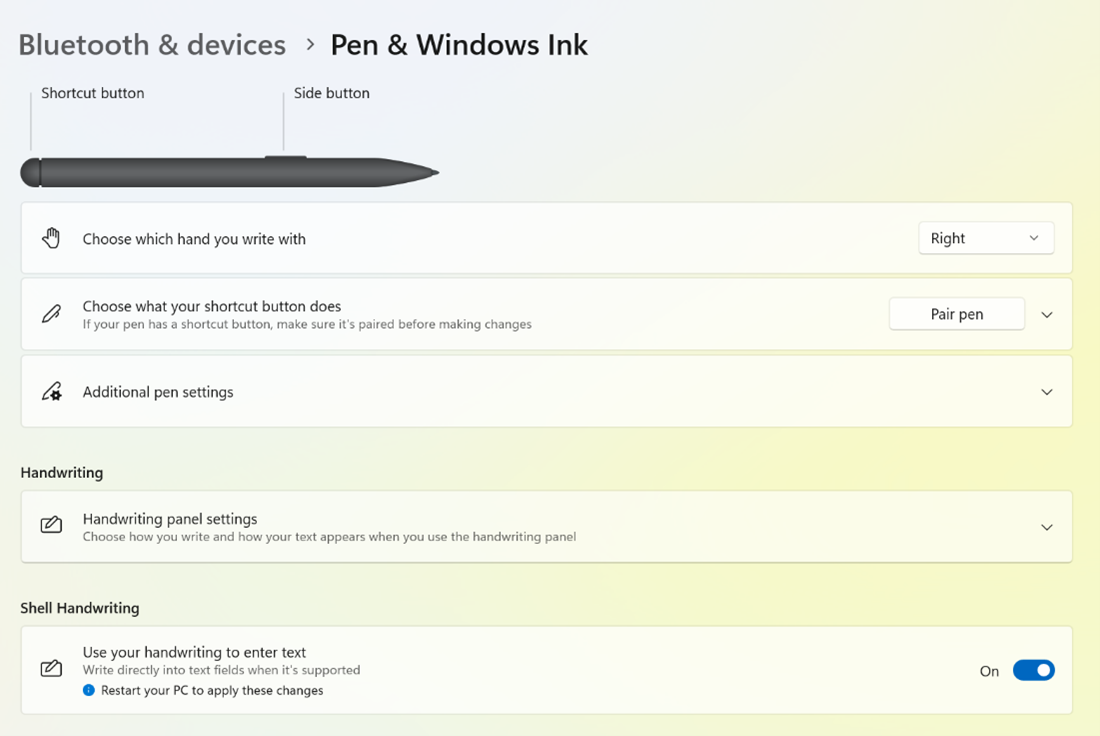 Bluetooth & devices > Pen & Windows Ink
Shortcut button
Side button
Choose which hand you write with
Right
Choose what your shortcut button does
If your pen has a shortcut button, make sure it's paired before making changes
Pair pen
Additional pen settings
Handwriting
Handwriting panel settings
Choose how you write and how your text appears when you use the handwriting panel
Shell Handwriting
Use your handwriting to enter text
Write directly into text fields when it's supported
Restart your PC to apply these changes
On